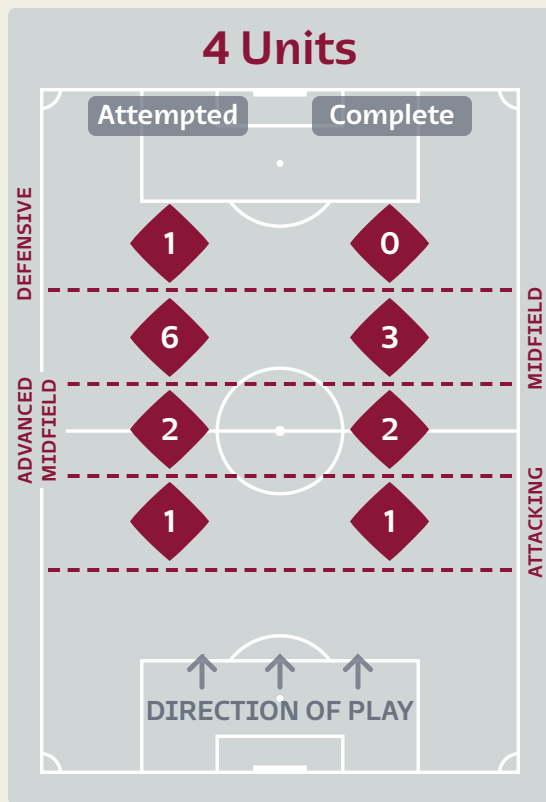 4 Units
Attempted
Complete
DEFENSIVE
1
0
MIDFIELD
6
3
ADVANCED
MIDFIELD
2
2
ATTACKING
1
1
DIRECTION OF PLAY